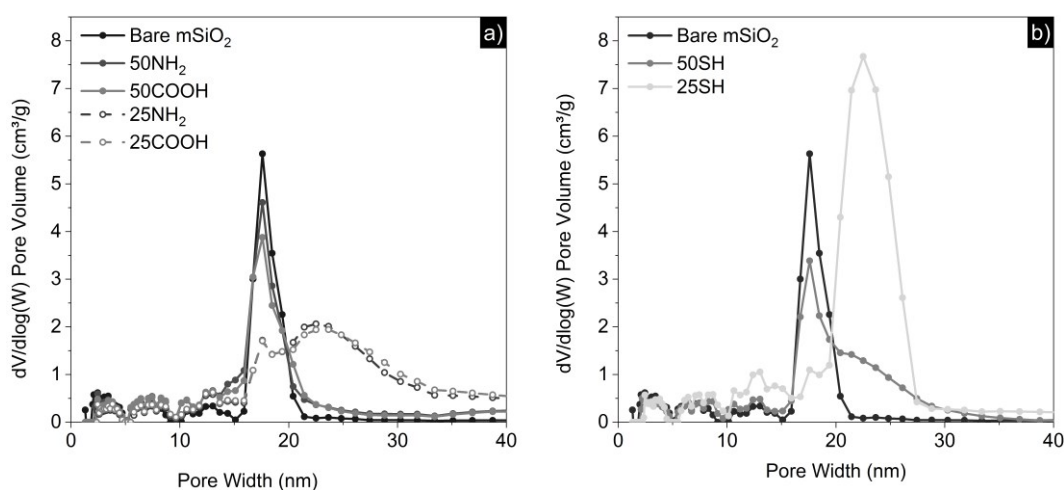 a)
Bare mSiO₂
50NH₂
50COOH
25NH₂
25COOH
8
7
6
5
4
3
2
1
0
dV/dlog(W) Pore Volume (cm³/g)
0 10 20 30 40
Pore Width (nm)
b)
Bare mSiO₂
50SH
25SH
8
7
6
5
4
3
2
1
0
dV/dlog(W) Pore Volume (cm³/g)
0 10 20 30 40
Pore Width (nm)